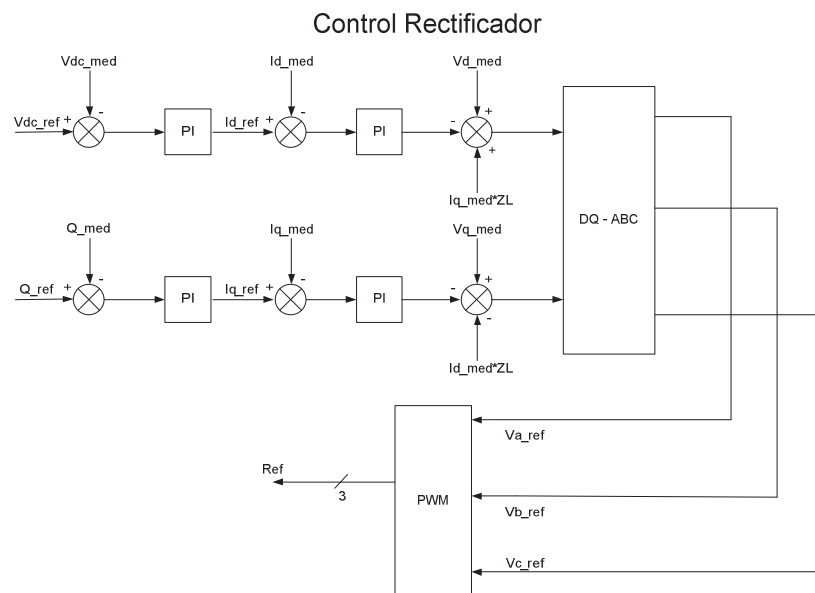 Control Rectificador
Vdc_med
Id_med
Vd_med
Vdc_ref + -
PI
Id_ref + -
PI
- + +
Iq_med*ZL
DQ - ABC
Q_med
Iq_med
Vq_med
Q_ref + -
PI
Iq_ref + -
PI
- + -
Id_med*ZL
Va_ref
Ref
3
PWM
Vb_ref
Vc_ref